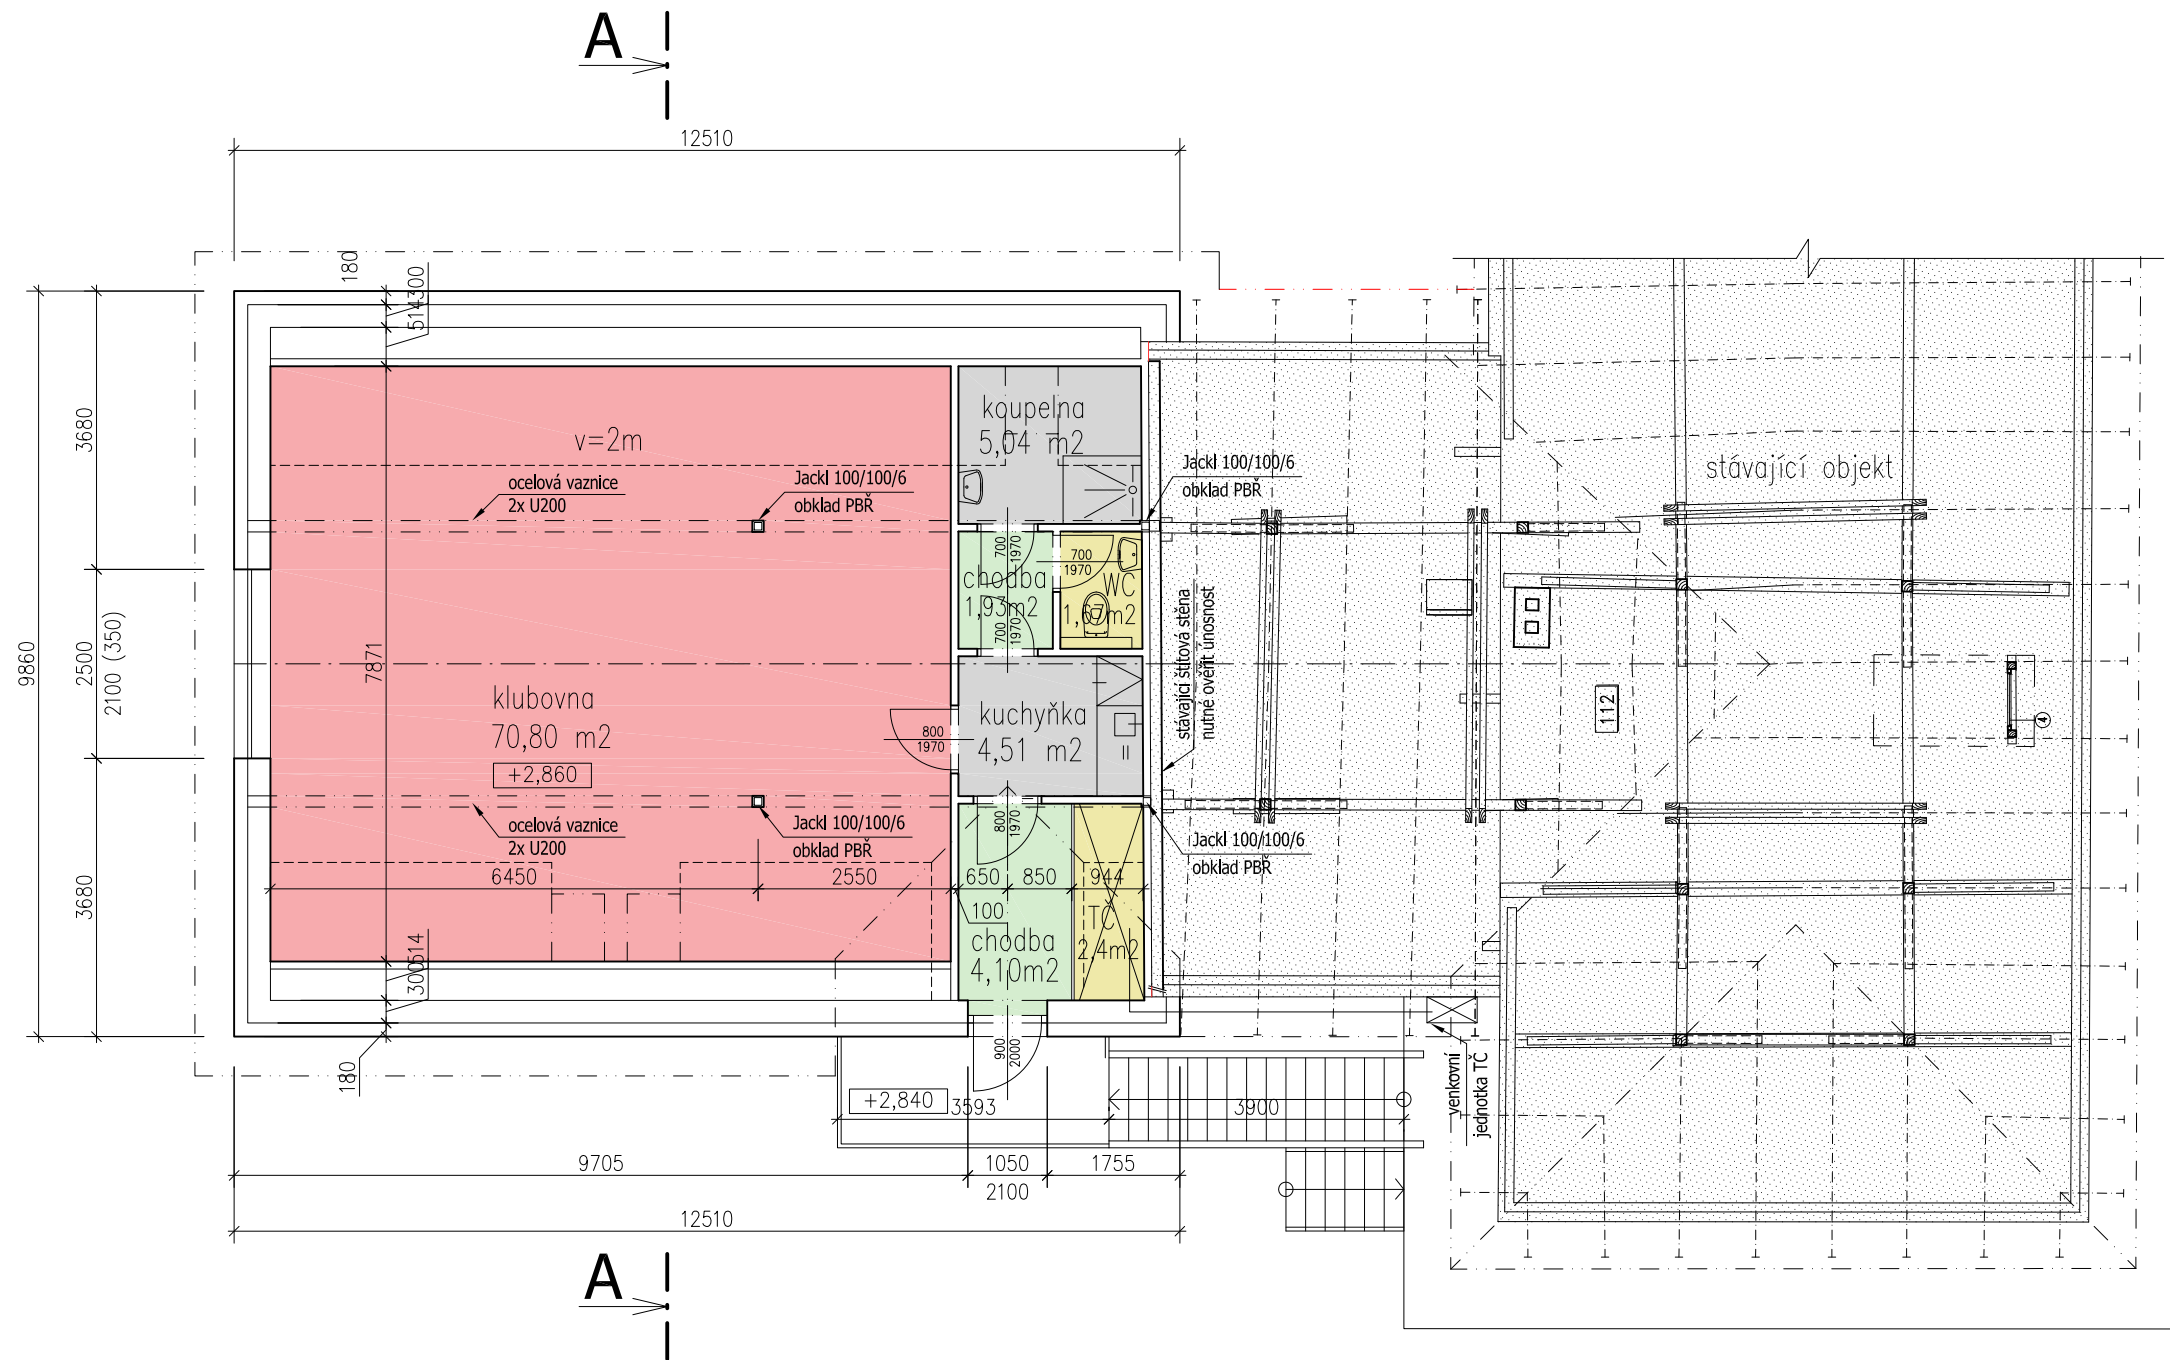 A
12510
180
300
514
9860
3680
2500
2100 (350)
3680
7871
v=2m
ocelová vaznice
2x U200
Jackl 100/100/6
obklad PBŘ
koupelna
5,04 m2
Jackl 100/100/6
obklad PBŘ
stávající objekt
700
1970
700
1970
chodba
1,93m2
WC
1,67m2
700
1970
stávající štítová stěna
nutné ověřit únosnost
klubovna
70,80 m2
+2,860
800
1970
kuchyňka
4,51 m2
112
4
ocelová vaznice
2x U200
Jackl 100/100/6
obklad PBŘ
800
1970
Jackl 100/100/6
obklad PBŘ
6450
2550
650
850
944
100
TČ
2,4m2
chodba
4,10m2
514
300
180
900
2000
+2,840
3593
3900
venkovní
jednotka TČ
9705
1050
2100
1755
12510
A